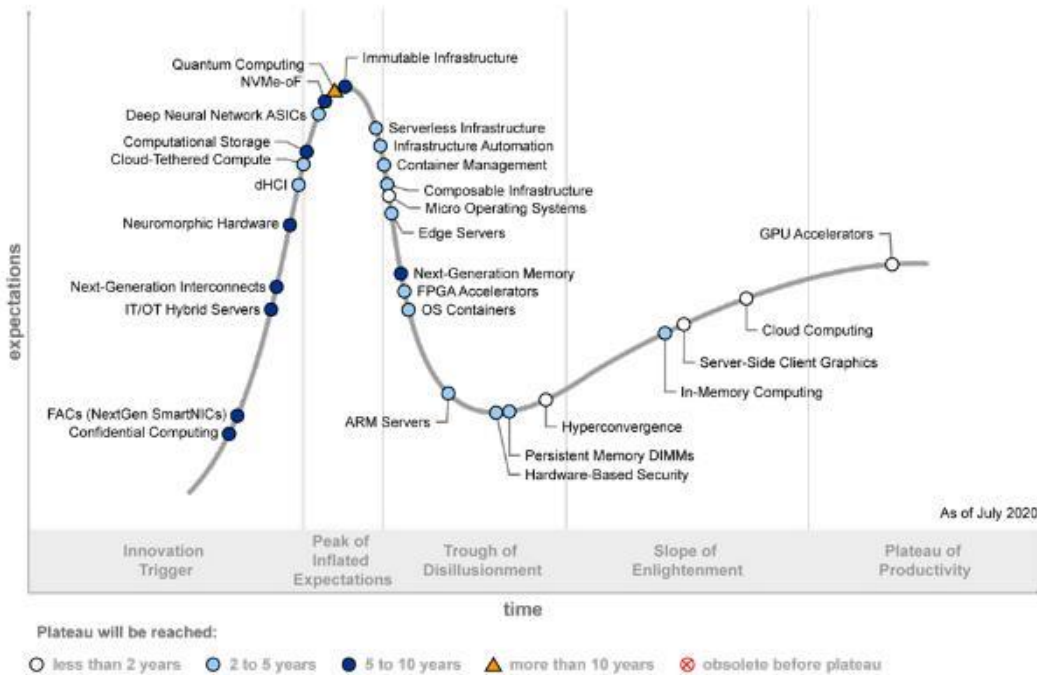 Immutable Infrastructure
Quantum Computing
NVMe-oF
Deep Neural Network ASICs
Computational Storage
Cloud-Tethered Compute
dHCI
Neuromorphic Hardware
Next-Generation Interconnects
IT/OT Hybrid Servers
FACs (NextGen SmartNICs)
Confidential Computing
Serverless Infrastructure
Infrastructure Automation
Container Management
Composable Infrastructure
Micro Operating Systems
Edge Servers
Next-Generation Memory
FPGA Accelerators
OS Containers
ARM Servers
Hyperconvergence
Persistent Memory DIMMs
Hardware-Based Security
GPU Accelerators
Cloud Computing
Server-Side Client Graphics
In-Memory Computing
expectations
As of July 2020
Innovation
Trigger
Peak of
Inflated
Expectations
Trough of
Disillusionment
Slope of
Enlightenment
Plateau of
Productivity
time
Plateau will be reached:
less than 2 years
2 to 5 years
5 to 10 years
more than 10 years
obsolete before plateau